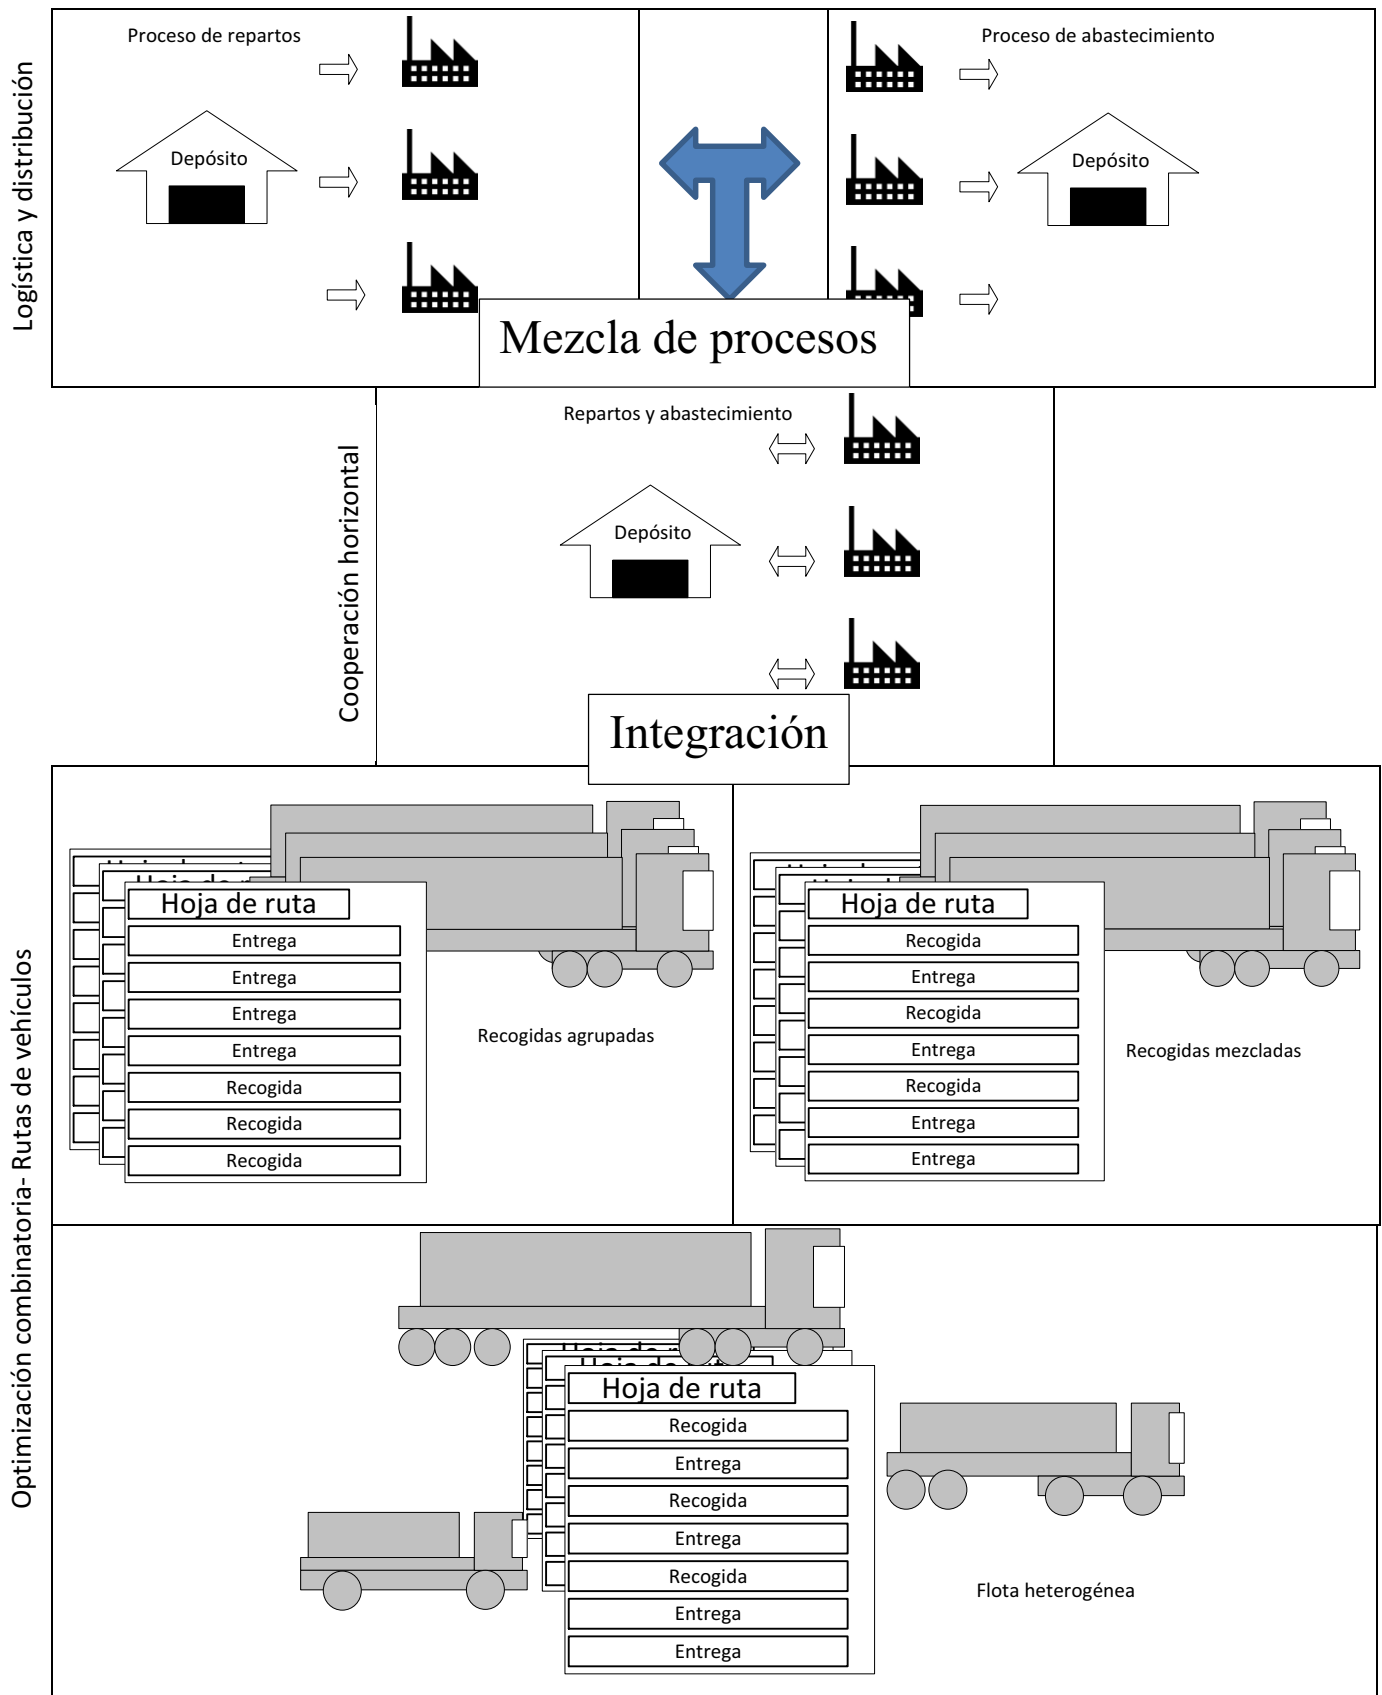 Logística y distribución
Proceso de repartos
Depósito
Proceso de abastecimiento
Depósito
Mezcla de procesos
Cooperación horizontal
Repartos y abastecimiento
Depósito
Integración
Optimización combinatoria- Rutas de vehículos
Hoja de ruta
Entrega
Entrega
Entrega
Entrega
Recogida
Recogida
Recogida
Recogidas agrupadas
Hoja de ruta
Recogida
Entrega
Recogida
Entrega
Recogida
Entrega
Entrega
Recogidas mezcladas
Hoja de ruta
Recogida
Entrega
Recogida
Entrega
Recogida
Entrega
Entrega
Flota heterogénea